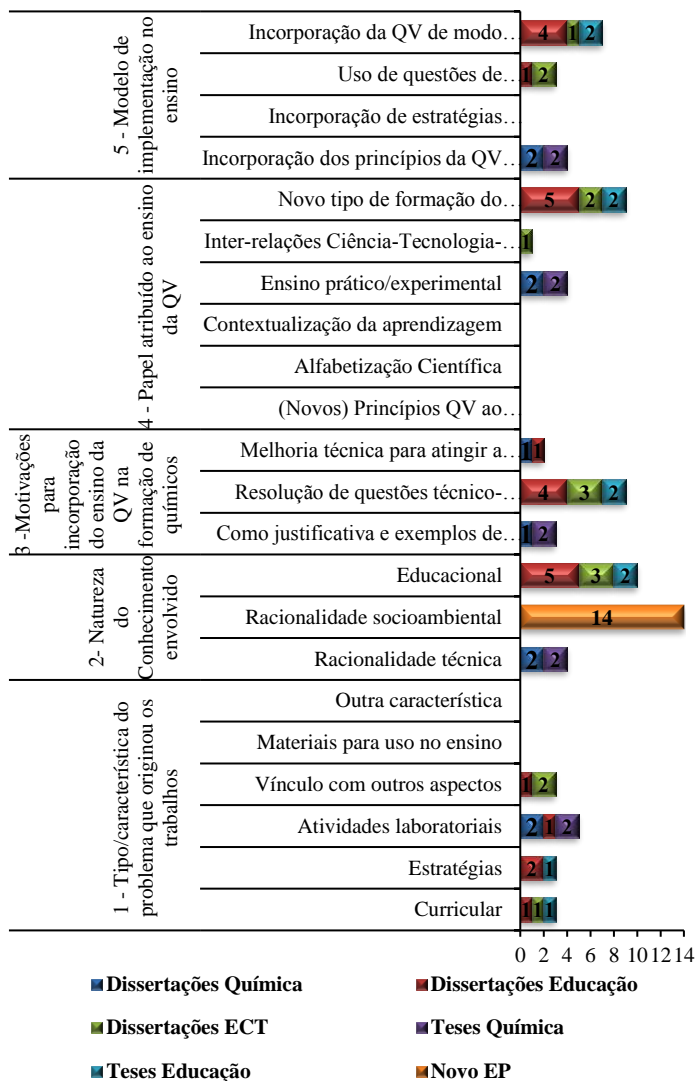 5 - Modelo de
implementação no
ensino
Incorporação da QV de modo... 4 1 2
Uso de questões de... 1 2
Incorporação de estratégias...
Incorporação dos princípios da QV... 2 2
4 - Papel atribuído ao ensino
da QV
Novo tipo de formação do... 5 2 2
Inter-relações Ciência-Tecnologia-... 1
Ensino prático/experimental 2 2
Contextualização da aprendizagem
Alfabetização Científica
(Novos) Princípios QV ao...
3 -Motivações
para
incorporação
do ensino da
QV na
formação de
químicos
Melhoria técnica para atingir a... 1 1
Resolução de questões técnico-... 4 3 2
Como justificativa e exemplos de... 1 2
2- Natureza
do
Conhecimento
envolvido
Educacional 5 3 2
Racionalidade socioambiental 14
Racionalidade técnica 2 2
1 - Tipo/característica do
problema que originou os
trabalhos
Outra característica
Materiais para uso no ensino
Vínculo com outros aspectos 1 2
Atividades laboratoriais 2 1 2
Estratégias 2 1
Curricular 1 1 1
0 2 4 6 8 10 12 14
Dissertações Química Dissertações Educação
Dissertações ECT Teses Química
Teses Educação Novo EP